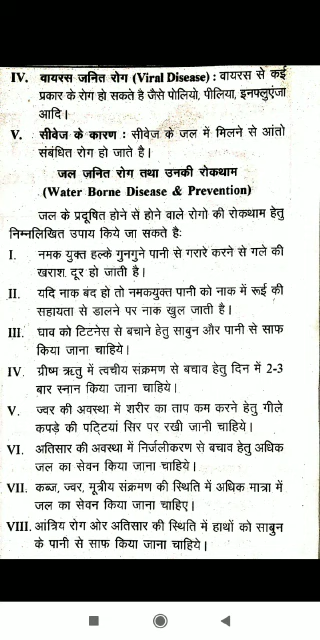 IV. वायरस जनित रोग (Viral Disease) : वायरस से कई
प्रकार के रोग हो सकते है जैसे पोलियो, पीलिया, इनफ्लुएंजा
आदि।
V. सीवेज के कारण : सीवेज के जल में मिलने से आंतो
संबंधित रोग हो जाते है।
जल जनित रोग तथा उनकी रोकथाम
(Water Borne Disease & Prevention)
जल के प्रदूषित होने से होने वाले रोगो की रोकथाम हेतु
निम्नलिखित उपाय किये जा सकते है:
I. नमक युक्त हल्के गुनगुने पानी से गरारे करने से गले की
खराश दूर हो जाती है।
II. यदि नाक बंद हो तो नमकयुक्त पानी को नाक में रूई की
सहायता से डालने पर नाक खुल जाती है।
III. घाव को टिटनेस से बचाने हेतु साबुन और पानी से साफ
किया जाना चाहिये।
IV. ग्रीष्म ऋतु में त्वचीय संक्रमण से बचाव हेतु दिन में 2-3
बार स्नान किया जाना चाहिये।
V. ज्वर की अवस्था में शरीर का ताप कम करने हेतु गीले
कपड़े की पट्टियां सिर पर रखी जानी चाहिये।
VI. अतिसार की अवस्था में निर्जलीकरण से बचाव हेतु अधिक
जल का सेवन किया जाना चाहिये।
VII. कब्ज, ज्वर, मूत्रीय संक्रमण की स्थिति में अधिक मात्रा में
जल का सेवन किया जाना चाहिए।
VIII. आंत्रिय रोग ओर अतिसार की स्थिति में हाथों को साबुन
के पानी से साफ किया जाना चाहिये।